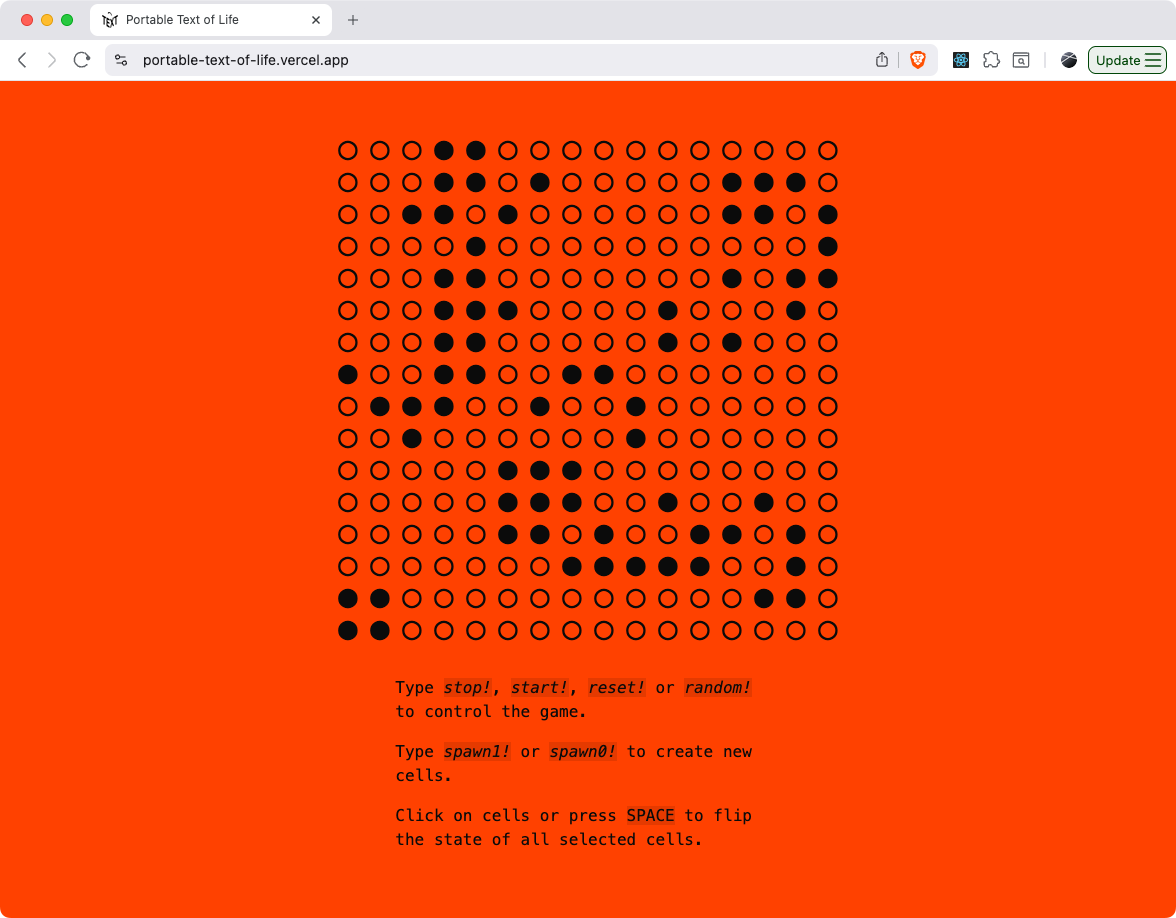 Portable Text of Life
portable-text-of-life.vercel.app
Update
Type stop!, start!, reset! or random!
to control the game.
Type spawn1! or spawn0! to create new
cells.
Click on cells or press SPACE to flip
the state of all selected cells.